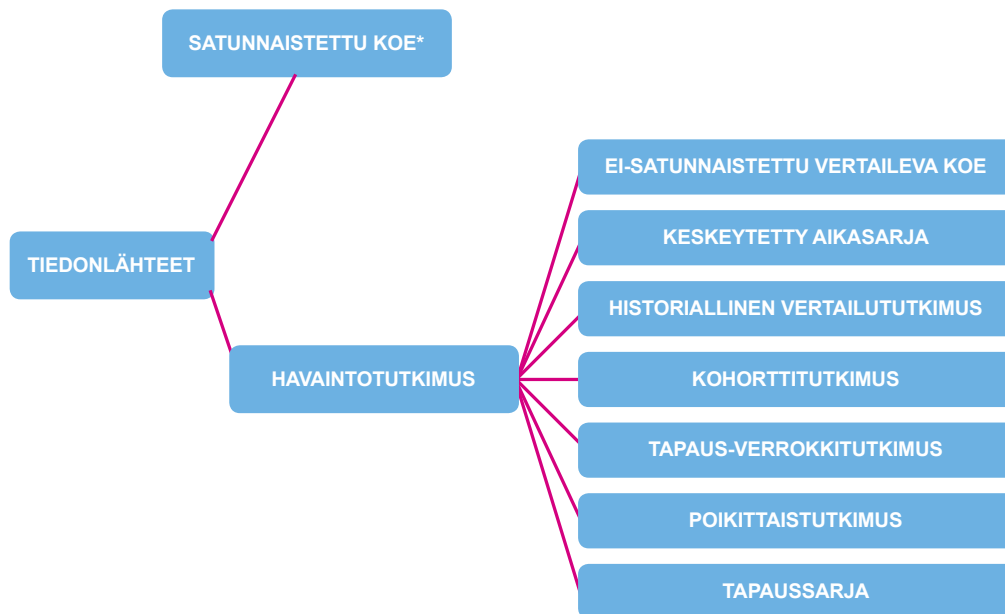 SATUNNAISTETTU KOE*
TIEDONLÄHTEET
HAVAINTOTUTKIMUS
EI-SATUNNAISTETTU VERTAILEVA KOE
KESKEYTETTY AIKASARJA
HISTORIALLINEN VERTAILUTUTKIMUS
KOHORTTITUTKIMUS
TAPAUS-VERROKKITUTKIMUS
POIKITTAISTUTKIMUS
TAPAUSSARJA